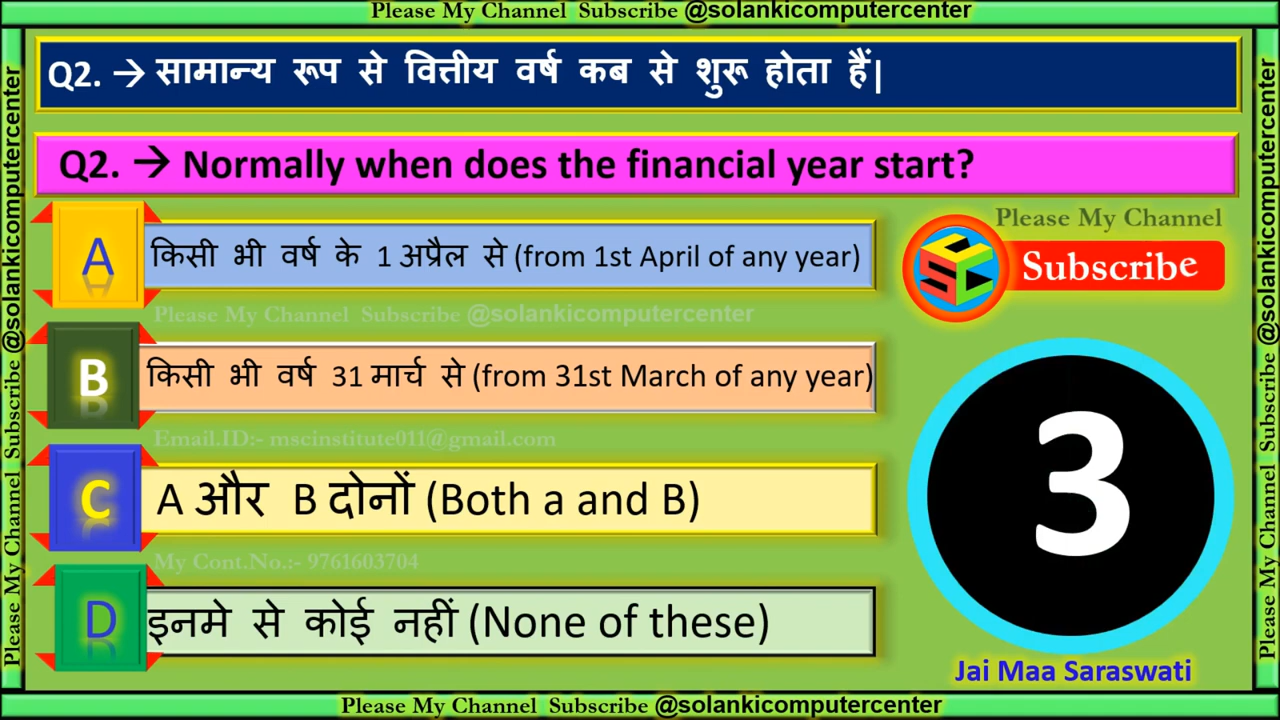 Please My Channel Subscribe @solankicomputercenter
Q2. → सामान्य रूप से वित्तीय वर्ष कब से शुरू होता हैं|
Q2. → Normally when does the financial year start?
A
किसी भी वर्ष के 1 अप्रैल से (from 1st April of any year)
Please My Channel
Subscribe
Please My Channel Subscribe @solankicomputercenter
B
किसी भी वर्ष 31 मार्च से (from 31st March of any year)
Email.ID:- mscinstitute011@gmail.com
C
A और B दोनों (Both a and B)
3
My Cont.No.:- 9761603704
D
इनमे से कोई नहीं (None of these)
Jai Maa Saraswati
Please My Channel Subscribe @solankicomputercenter
Please My Channel Subscribe @solankicomputercenter
Please My Channel Subscribe @solankicomputercenter
SCC